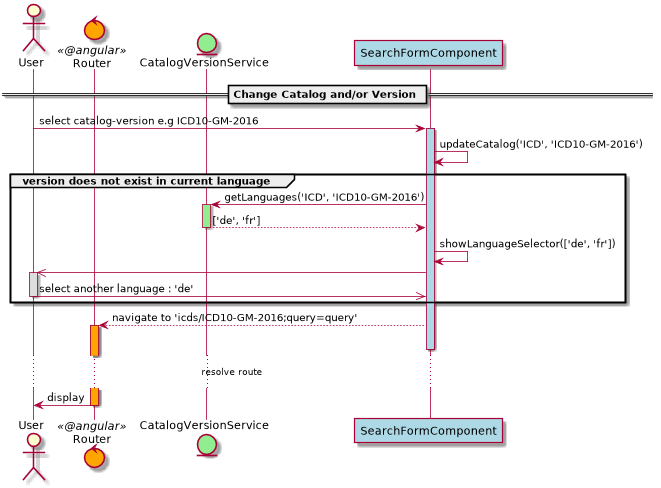 User
«@angular»
Router
CatalogVersionService
SearchFormComponent
Change Catalog and/or Version
select catalog-version e.g ICD10-GM-2016
updateCatalog('ICD', 'ICD10-GM-2016')
version does not exist in current language
getLanguages('ICD', 'ICD10-GM-2016')
['de', 'fr']
showLanguageSelector(['de', 'fr'])
select another language : 'de'
navigate to 'icds/ICD10-GM-2016;query=query'
resolve route
display
User
«@angular»
Router
CatalogVersionService
SearchFormComponent